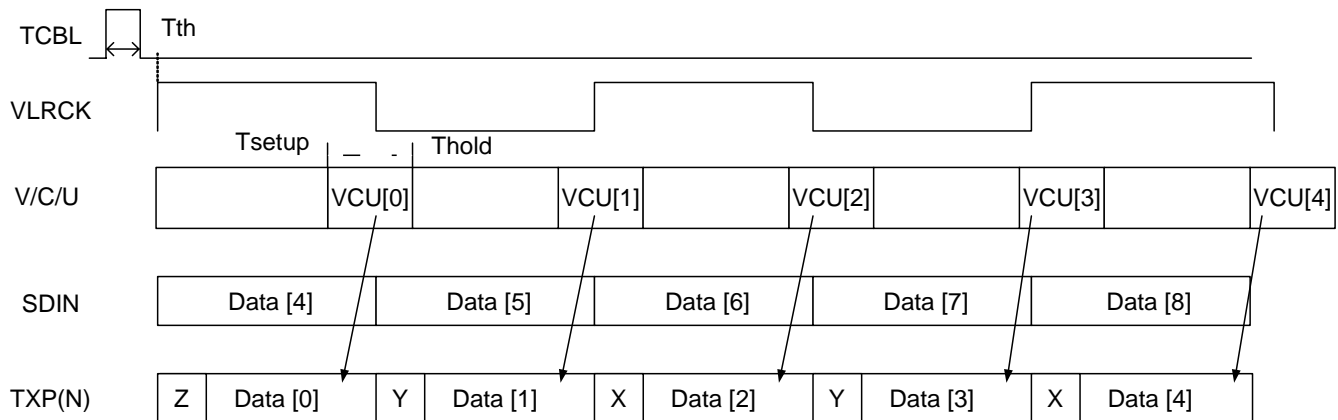 TCBL Tth
VLRCK
Tsetup Thold
V/C/U VCU[0] VCU[1] VCU[2] VCU[3] VCU[4]
SDIN Data [4] Data [5] Data [6] Data [7] Data [8]
TXP(N) Z Data [0] Y Data [1] X Data [2] Y Data [3] X Data [4]